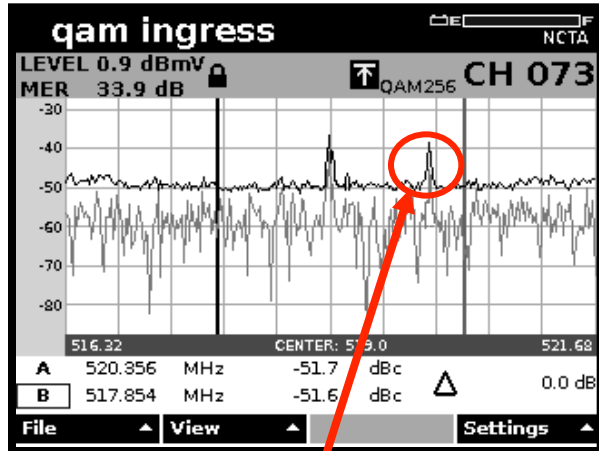 qam ingress
E F
NCTA
LEVEL 0.9 dBmV
MER 33.9 dB
QAM256 CH 073
-30
-40
-50
-60
-70
-80
516.32 CENTER: 519.0 521.68
A 520.356 MHz -51.7 dBc
B 517.854 MHz -51.6 dBc
Δ 0.0 dB
File View Settings